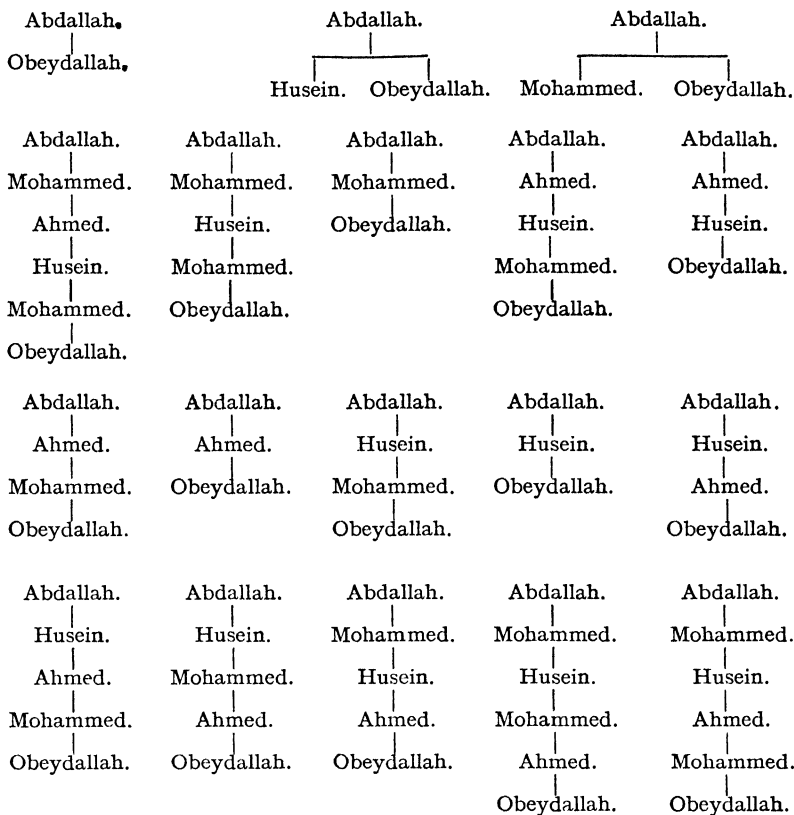 Abdallah. Abdallah. Abdallah.
Obeydallah.
Husein. Obeydallah. Mohammed. Obeydallah.
Abdallah. Abdallah. Abdallah. Abdallah. Abdallah.
Mohammed. Mohammed. Mohammed. Ahmed. Ahmed.
Ahmed. Husein. Obeydallah. Husein. Husein.
Husein. Mohammed. Mohammed. Obeydallah.
Mohammed. Obeydallah. Obeydallah.
Obeydallah.
Abdallah. Abdallah. Abdallah. Abdallah. Abdallah.
Ahmed. Ahmed. Husein. Husein. Husein.
Mohammed. Obeydallah. Mohammed. Obeydallah. Ahmed.
Obeydallah. Obeydallah. Obeydallah.
Abdallah. Abdallah. Abdallah. Abdallah. Abdallah.
Husein. Husein. Mohammed. Mohammed. Mohammed.
Ahmed. Mohammed. Husein. Husein. Husein.
Mohammed. Ahmed. Ahmed. Mohammed. Ahmed.
Obeydallah. Obeydallah. Obeydallah. Ahmed. Mohammed.
Obeydallah. Obeydallah.